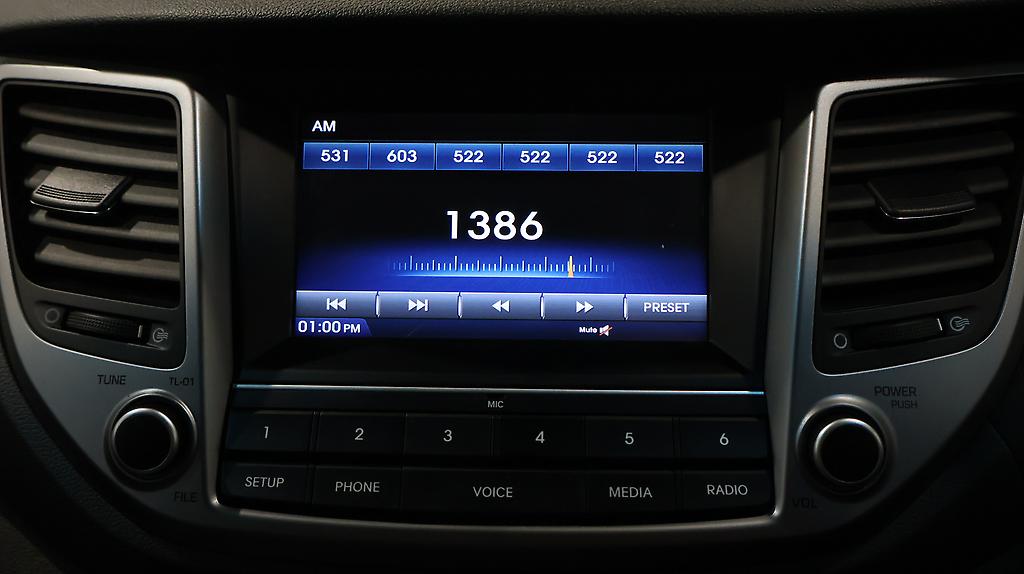 AM
531 603 522 522 522 522
1386
PRESET
01:00 PM Mute
TUNE TL-01
POWER
PUSH
MIC
1 2 3 4 5 6
SETUP PHONE VOICE MEDIA RADIO
FILE
VOL